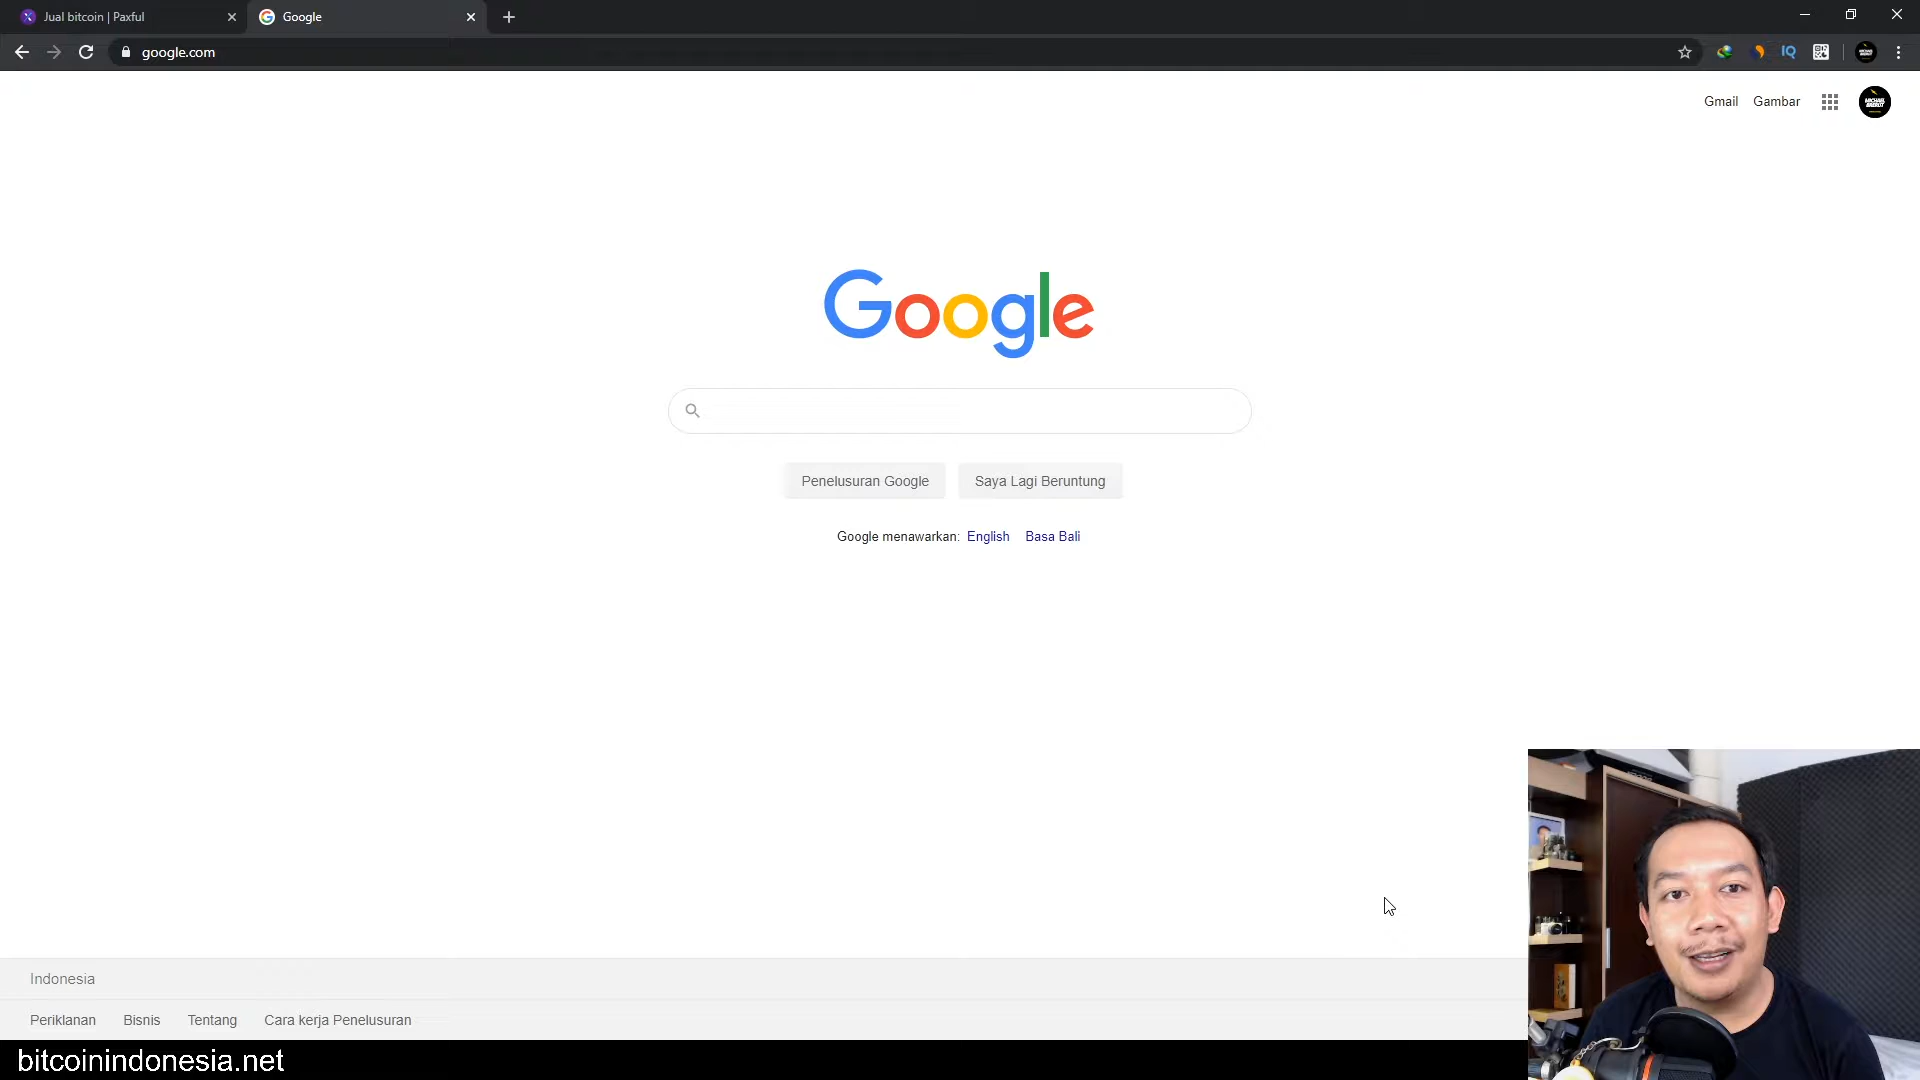 Jual bitcoin | Paxful
Google
google.com
IQ
Gmail Gambar
Google
Penelusuran Google Saya Lagi Beruntung
Google menawarkan: English Basa Bali
Indonesia
Periklanan Bisnis Tentang Cara kerja Penelusuran
bitcoinindonesia.net